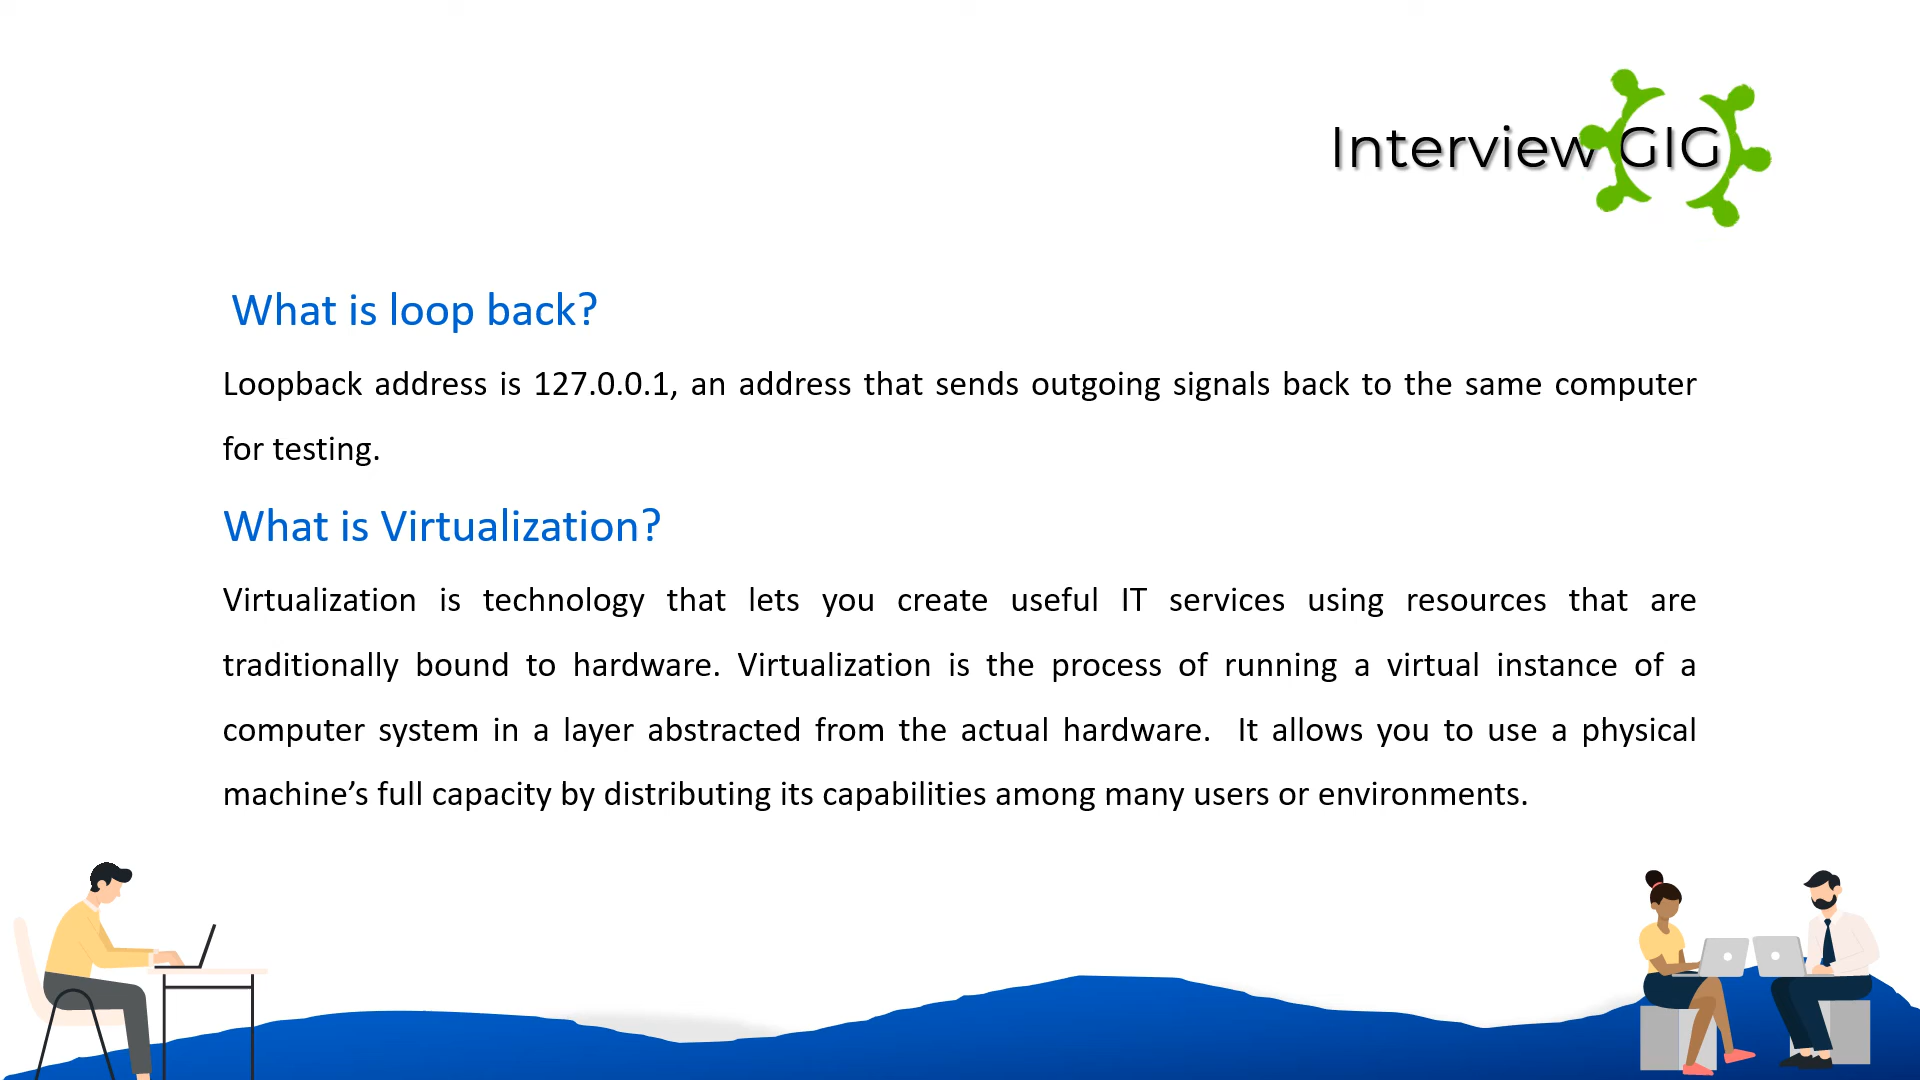 Interview GIG
What is loop back?
Loopback address is 127.0.0.1, an address that sends outgoing signals back to the same computer
for testing.
What is Virtualization?
Virtualization is technology that lets you create useful IT services using resources that are
traditionally bound to hardware. Virtualization is the process of running a virtual instance of a
computer system in a layer abstracted from the actual hardware.  It allows you to use a physical
machine’s full capacity by distributing its capabilities among many users or environments.